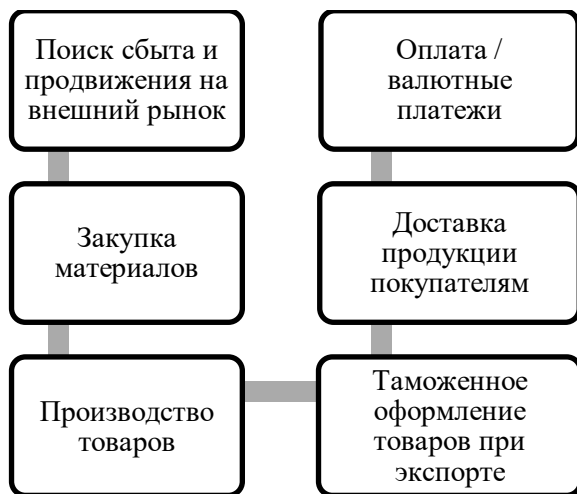 Поиск сбыта и
продвижения на
внешний рынок
Закупка
материалов
Производство
товаров
Таможенное
оформление
товаров при
экспорте
Доставка
продукции
покупателям
Оплата /
валютные
платежи